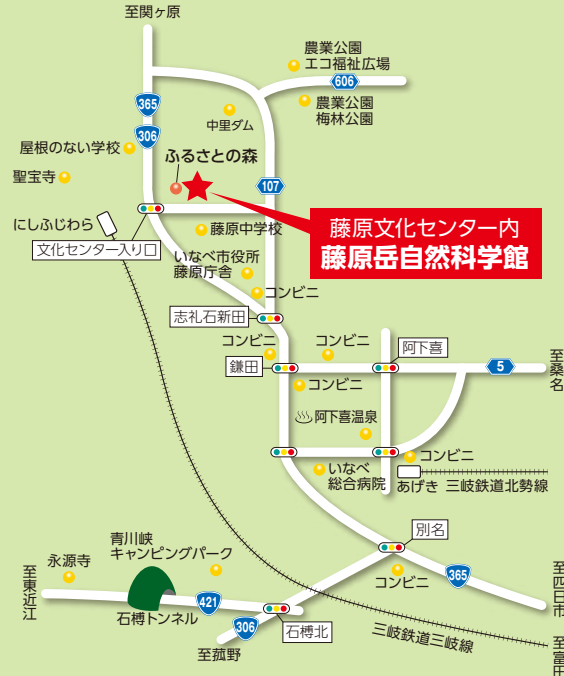 至関ヶ原
農業公園
エコ福祉広場
606
365
306
中里ダム
農業公園
梅林公園
屋根のない学校
聖宝寺
ふるさとの森
107
にしふじわら
文化センター入り口
藤原中学校
藤原文化センター内
藤原岳自然科学館
いなべ市役所
藤原庁舎
コンビニ
志礼石新田
コンビニ
コンビニ
阿下喜
鎌田
コンビニ
5
至桑名
阿下喜温泉
いなべ
総合病院
コンビニ
あげき
三岐鉄道北勢線
別名
青川峡
キャンピングパーク
永源寺
コンビニ
365
至四日市
至東近江
石榑トンネル
421
306
石榑北
三岐鉄道三岐線
至菰野
至富田